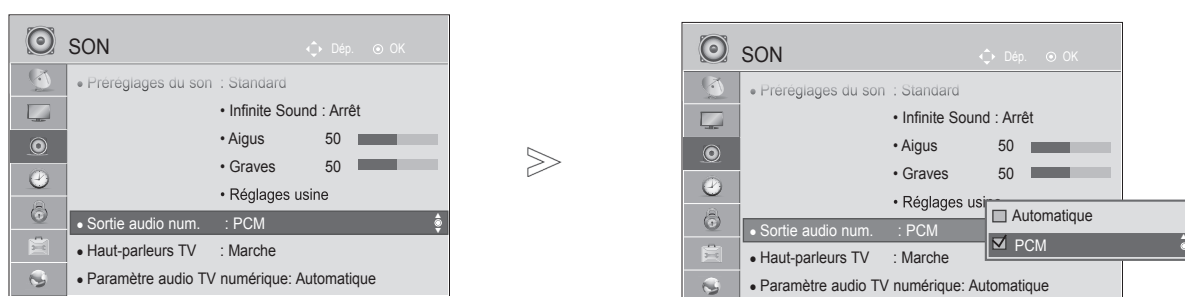 SON
Dép. OK
• Préréglages du son : Standard
• Infinite Sound : Arrêt
• Aigus 50
• Graves 50
• Réglages usine
• Sortie audio num. : PCM
• Haut-parleurs TV : Marche
• Paramètre audio TV numérique: Automatique
SON
Dép. OK
• Préréglages du son : Standard
• Infinite Sound : Arrêt
• Aigus 50
• Graves 50
• Réglages usine
Automatique
• Sortie audio num. : PCM
PCM
• Haut-parleurs TV : Marche
• Paramètre audio TV numérique: Automatique